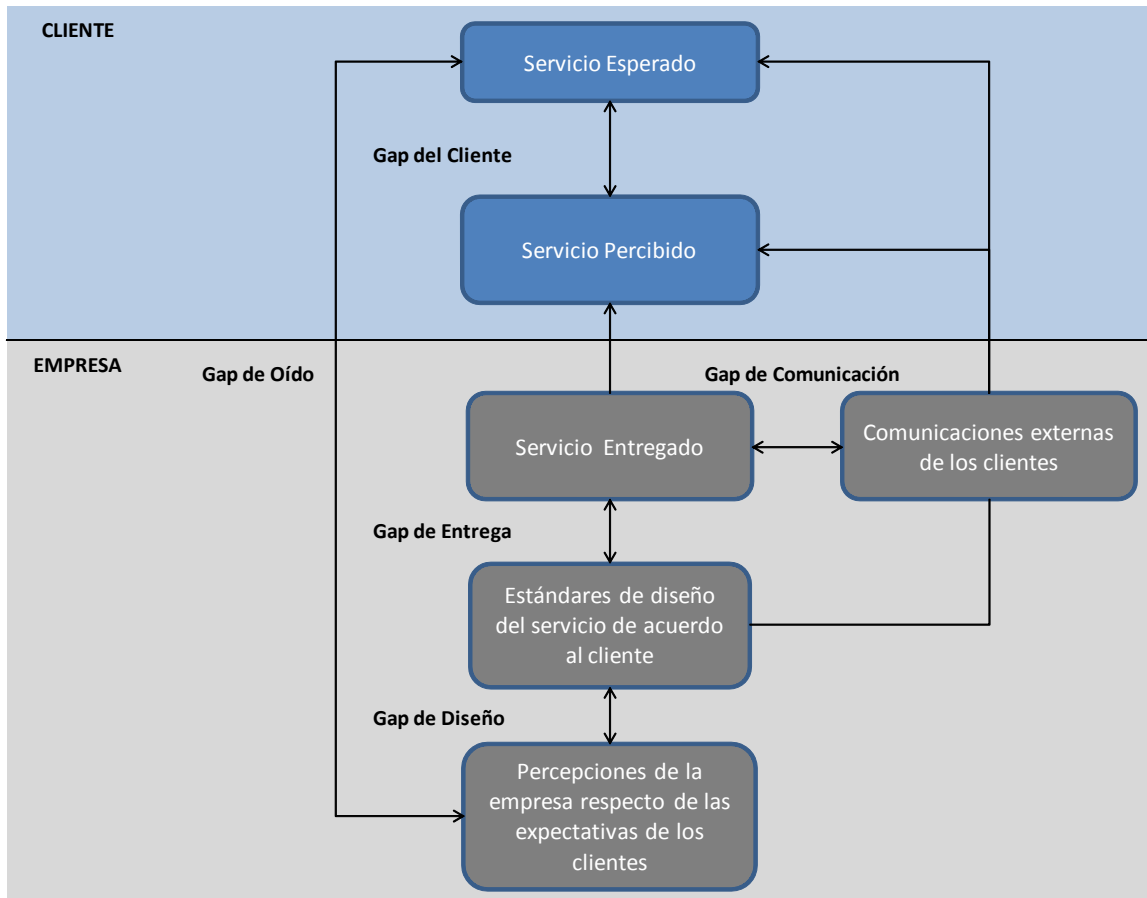 CLIENTE
Servicio Esperado
Gap del Cliente
Servicio Percibido
EMPRESA
Gap de Oído
Gap de Comunicación
Servicio Entregado
Comunicaciones externas
de los clientes
Gap de Entrega
Estándares de diseño
del servicio de acuerdo
al cliente
Gap de Diseño
Percepciones de la
empresa respecto de las
expectativas de los
clientes